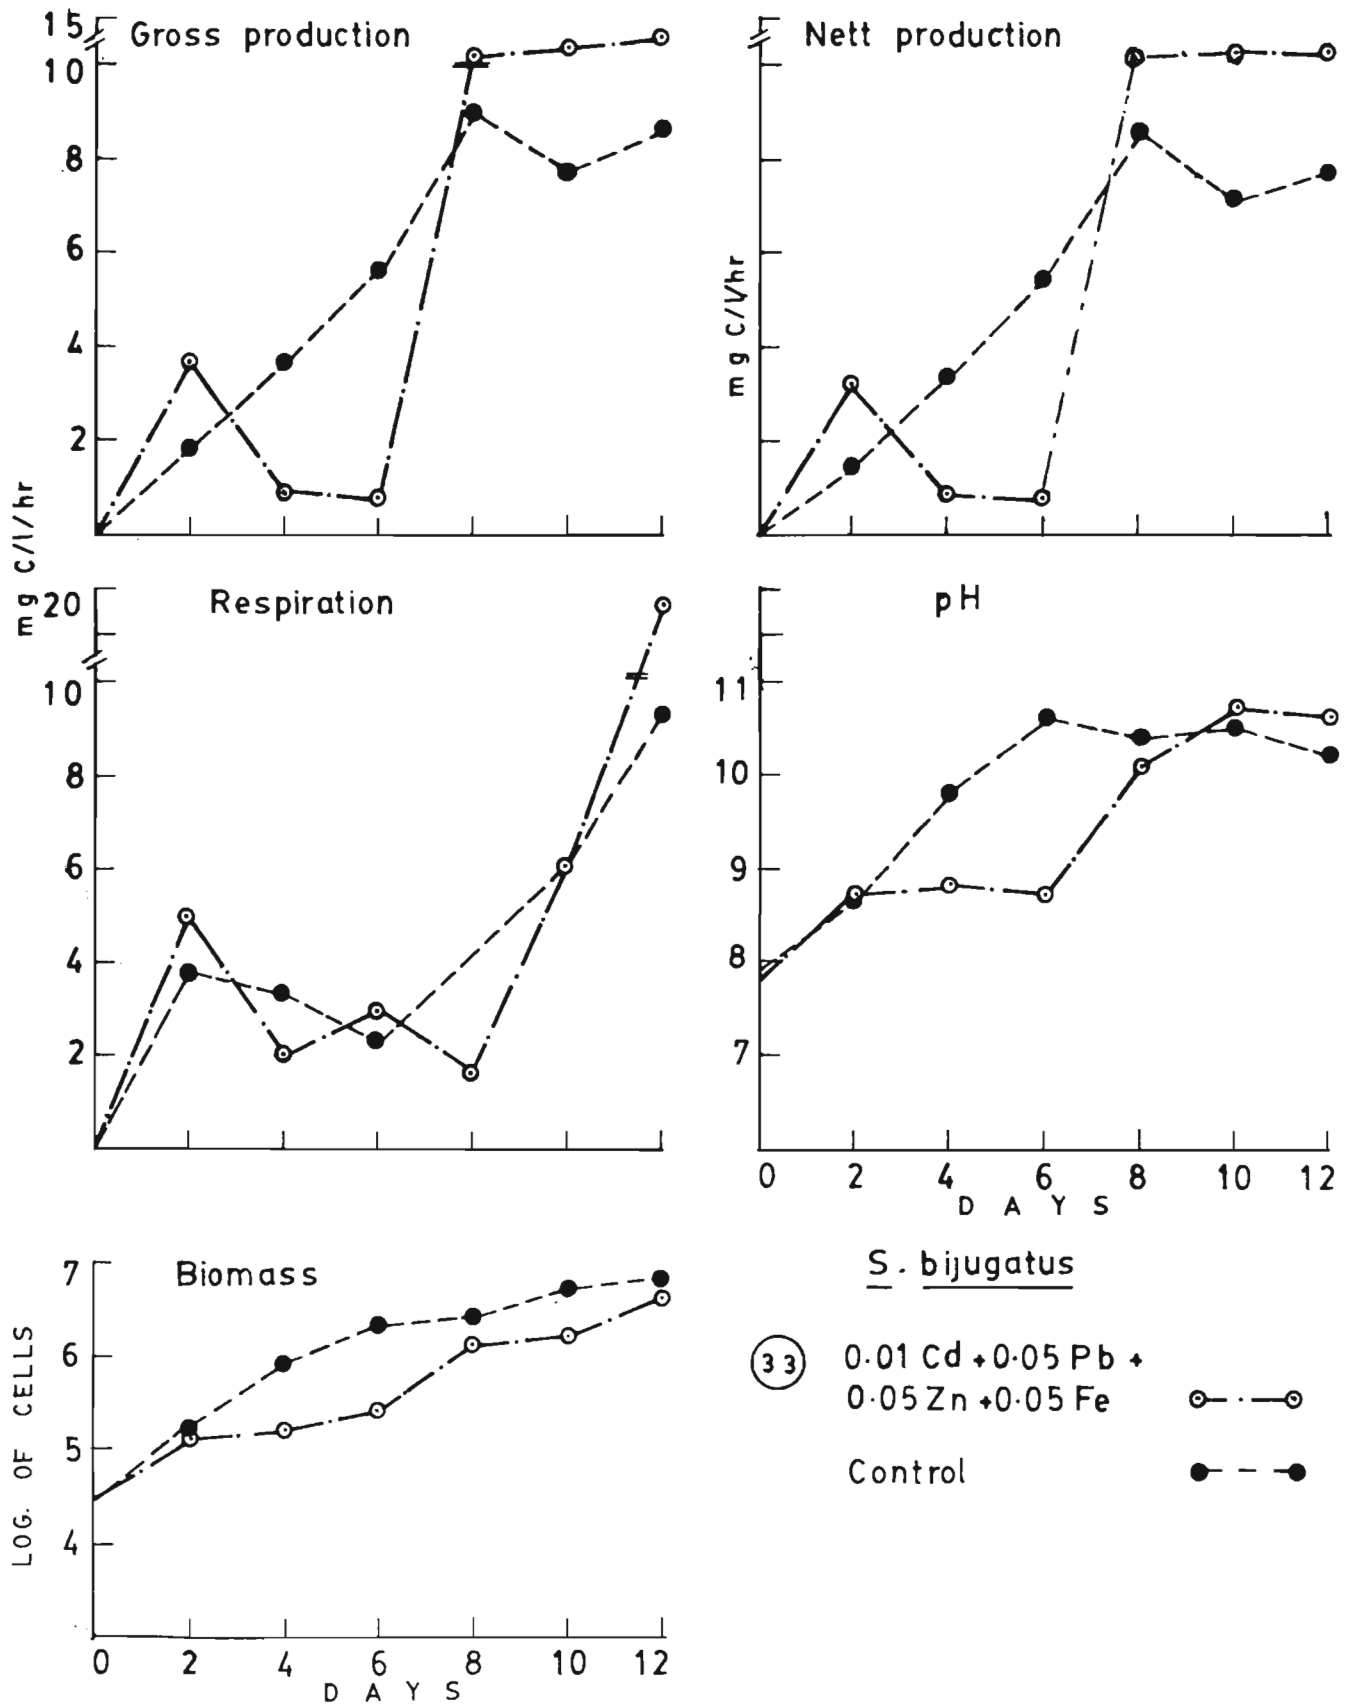 Gross production
15
10
8
6
4
2
mg C/l/hr
Nett production
mg C/l/hr
Respiration
20
10
8
6
4
2
pH
11
10
9
8
7
0 2 4 6 8 10 12
D A Y S
Biomass
7
6
5
4
LOG. OF CELLS
0 2 4 6 8 10 12
D A Y S
S. bijugatus
33 0.01 Cd + 0.05 Pb +
0.05 Zn + 0.05 Fe
Control